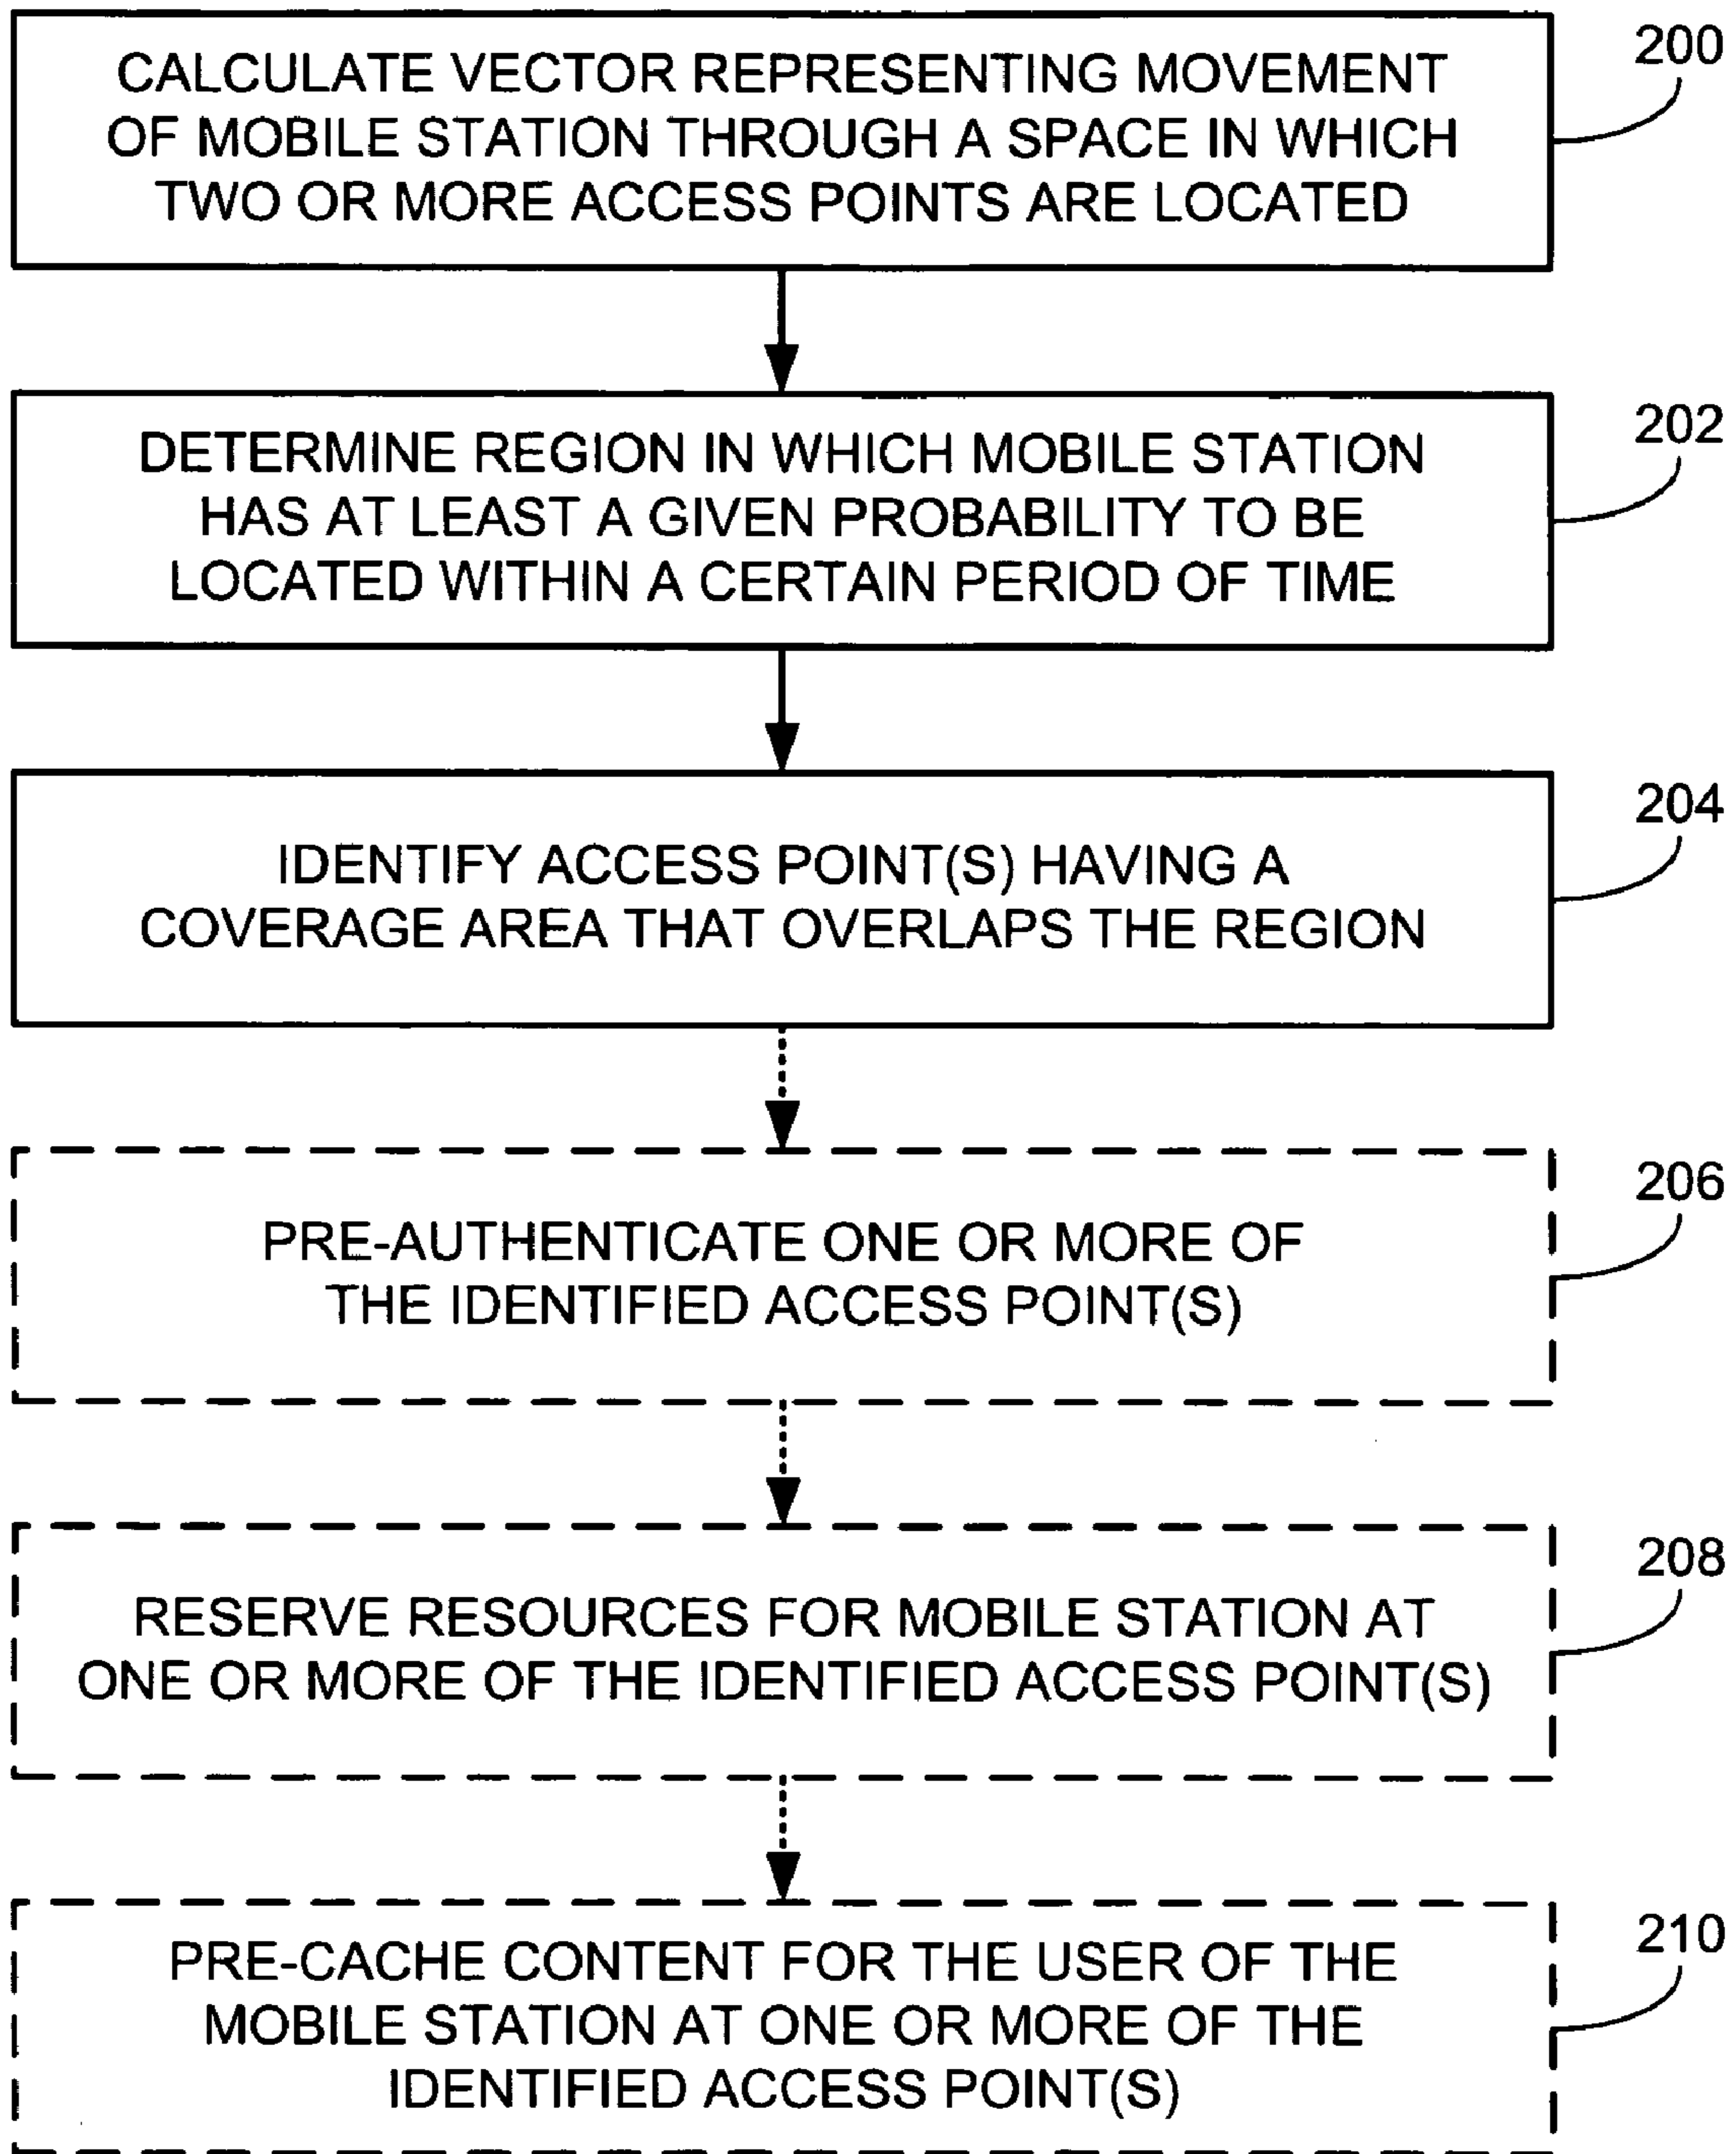 CALCULATE VECTOR REPRESENTING MOVEMENT
OF MOBILE STATION THROUGH A SPACE IN WHICH
TWO OR MORE ACCESS POINTS ARE LOCATED
200
DETERMINE REGION IN WHICH MOBILE STATION
HAS AT LEAST A GIVEN PROBABILITY TO BE
LOCATED WITHIN A CERTAIN PERIOD OF TIME
202
IDENTIFY ACCESS POINT(S) HAVING A
COVERAGE AREA THAT OVERLAPS THE REGION
204
PRE-AUTHENTICATE ONE OR MORE OF
THE IDENTIFIED ACCESS POINT(S)
206
RESERVE RESOURCES FOR MOBILE STATION AT
ONE OR MORE OF THE IDENTIFIED ACCESS POINT(S)
208
PRE-CACHE CONTENT FOR THE USER OF THE
MOBILE STATION AT ONE OR MORE OF THE
IDENTIFIED ACCESS POINT(S)
210